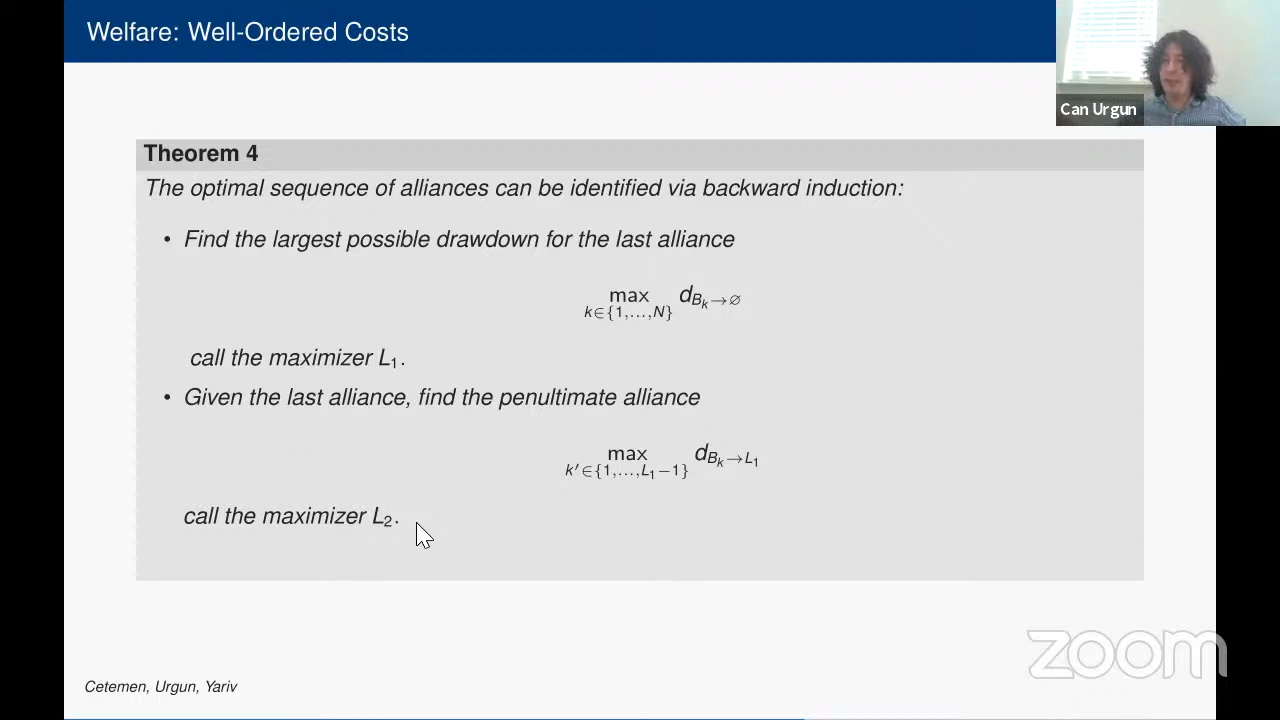 Welfare: Well-Ordered Costs
Can Urgun
Theorem 4
The optimal sequence of alliances can be identified via backward induction:
• Find the largest possible drawdown for the last alliance
max d_{B_k→∅}
k∈{1,...,N}
call the maximizer L₁.
• Given the last alliance, find the penultimate alliance
max d_{B_k→L₁}
k′∈{1,...,L₁−1}
call the maximizer L₂.
zoom
Cetemen, Urgun, Yariv